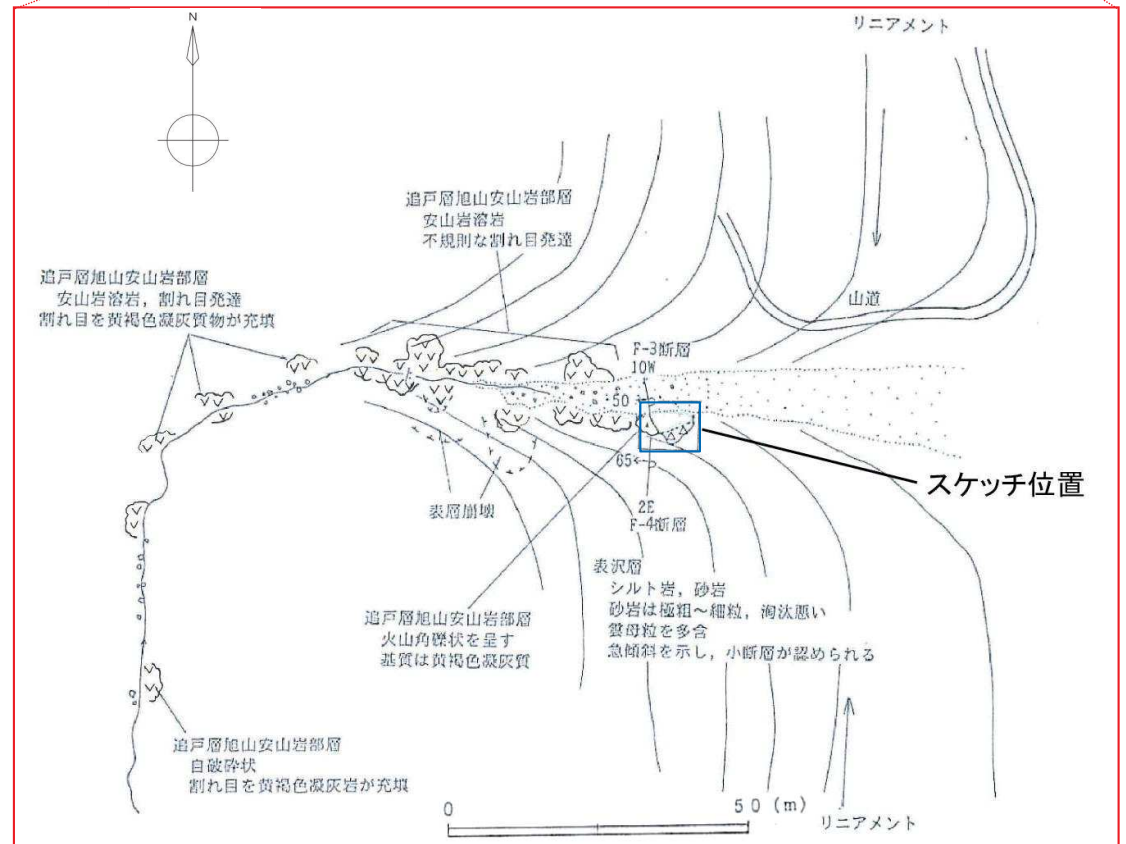 N
リニアメント
追戸層旭山安山岩部層
安山岩溶岩
不規則な割れ目発達
追戸層旭山安山岩部層
安山岩溶岩，割れ目発達
割れ目を黄褐色凝灰質物が充填
山道
F-3断層
10W
50
65
スケッチ位置
2E
F-4断層
表層崩壊
表沢層
シルト岩，砂岩
砂岩は極粗～細粒，淘汰悪い
雲母粒を多含
急傾斜を示し，小断層が認められる
追戸層旭山安山岩部層
火山角礫状を呈す
基質は黄褐色凝灰質
追戸層旭山安山岩部層
自破砕状
割れ目を黄褐色凝灰岩が充填
0
50 (m)
リニアメント